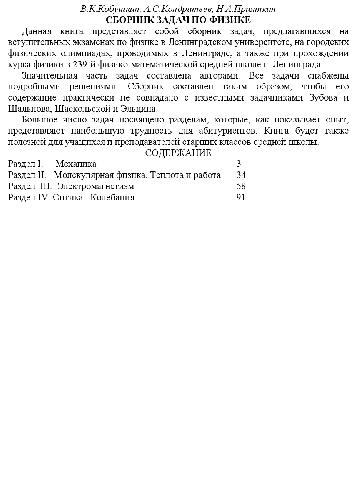 В.К.Кобушкин, А.С.Кондратьев, Н.А.Прияткин
СБОРНИК ЗАДАЧ ПО ФИЗИКЕ
Данная книга представляет собой сборник задач, предлагавшихся на
вступительных экзаменах по физике в Ленинградском университете, на городских
физических олимпиадах, проводимых в Ленинграде, а также при прохождении
курса физики в 239-й физико-математической средней школе г. Ленинграда.
Значительная часть задач составлена авторами. Все задачи снабжены
подробными решениями. Сборник составлен таким образом, чтобы его
содержание практически не совпадало с известными задачниками Зубова и
Шальнова, Шаскольской и Эльцина.
Большое число задач посвящено разделам, которые, как показывает опыт,
представляют наибольшую трудность для абитуриентов. Книга будет также
полезной для учащихся и преподавателей старших классов средней школы.
СОДЕРЖАНИЕ
Раздел I. Механика 3
Раздел II. Молекулярная физика. Теплота и работа 34
Раздел III. Электромагнетизм 56
Раздел IV. Оптика. Колебания 91